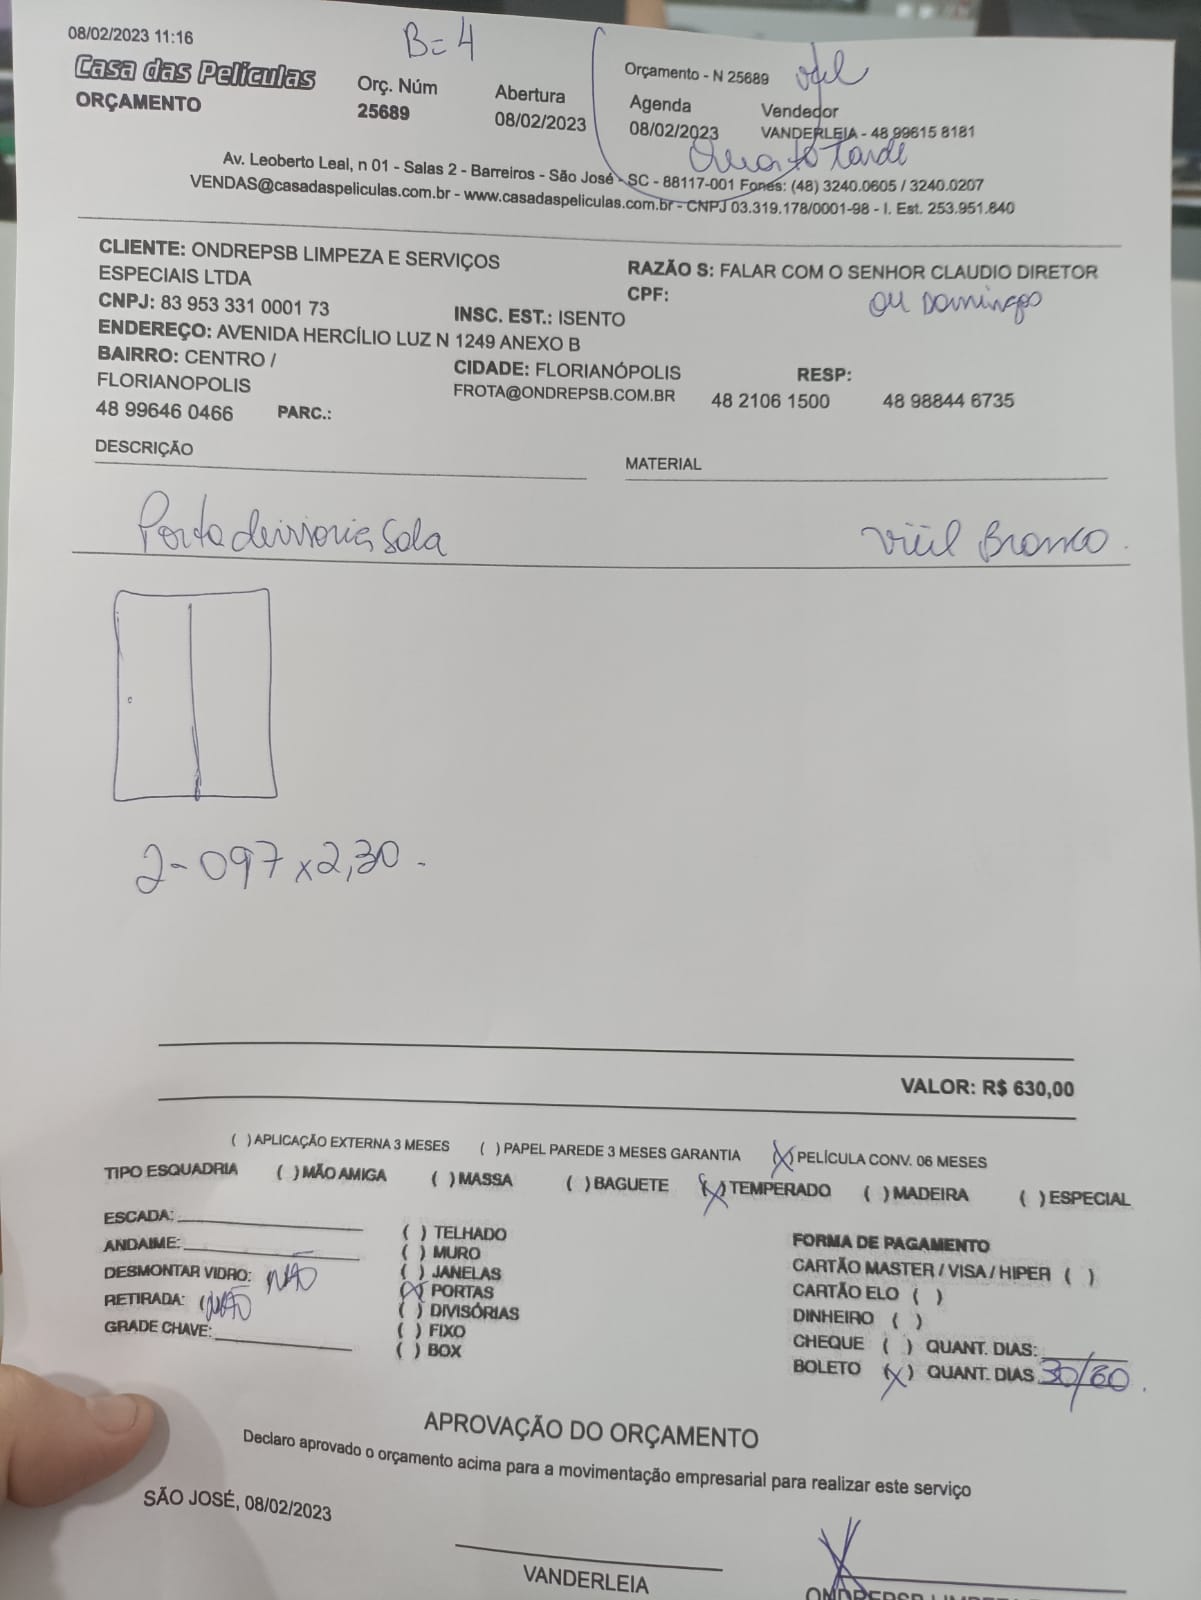 08/02/2023 11:16
B=4
Casa das Películas
ORÇAMENTO
Orç. Núm
25689
Abertura
08/02/2023
Orçamento - N 25689
Agenda
08/02/2023
Vendedor
VANDERLEIA - 48 99615 8181
Quarta tarde
Av. Leoberto Leal, n 01 - Salas 2 - Barreiros - São José - SC - 88117-001 Fones: (48) 3240.0605 / 3240.0207
VENDAS@casadaspeliculas.com.br - www.casadaspeliculas.com.br - CNPJ 03.319.178/0001-98 - I. Est. 253.951.640
CLIENTE: ONDREPSB LIMPEZA E SERVIÇOS
ESPECIAIS LTDA
RAZÃO S: FALAR COM O SENHOR CLAUDIO DIRETOR
CNPJ: 83 953 331 0001 73
CPF:
ou Domingos
INSC. EST.: ISENTO
ENDEREÇO: AVENIDA HERCÍLIO LUZ N 1249 ANEXO B
BAIRRO: CENTRO /
FLORIANOPOLIS
CIDADE: FLORIANÓPOLIS
RESP:
FROTA@ONDREPSB.COM.BR
48 2106 1500
48 98844 6735
48 99646 0466
PARC.:
DESCRIÇÃO
MATERIAL
Porta divisoria Sala
Branco.
2- 097 x 2,30.
VALOR: R$ 630,00
( ) APLICAÇÃO EXTERNA 3 MESES ( ) PAPEL PAREDE 3 MESES GARANTIA (X) PELÍCULA CONV. 06 MESES
TIPO ESQUADRIA ( ) MÃO AMIGA ( ) MASSA ( ) BAGUETE (X) TEMPERADO ( ) MADEIRA ( ) ESPECIAL
ESCADA:
ANDAIME:
DESMONTAR VIDRO: NÃO
RETIRADA: NÃO
GRADE CHAVE:
( ) TELHADO
( ) MURO
( ) JANELAS
(X) PORTAS
( ) DIVISÓRIAS
( ) FIXO
( ) BOX
FORMA DE PAGAMENTO
CARTÃO MASTER / VISA / HIPER ( )
CARTÃO ELO ( )
DINHEIRO ( )
CHEQUE ( ) QUANT. DIAS:
BOLETO (X) QUANT. DIAS 30/60.
APROVAÇÃO DO ORÇAMENTO
Declaro aprovado o orçamento acima para a movimentação empresarial para realizar este serviço
SÃO JOSÉ, 08/02/2023
VANDERLEIA
X